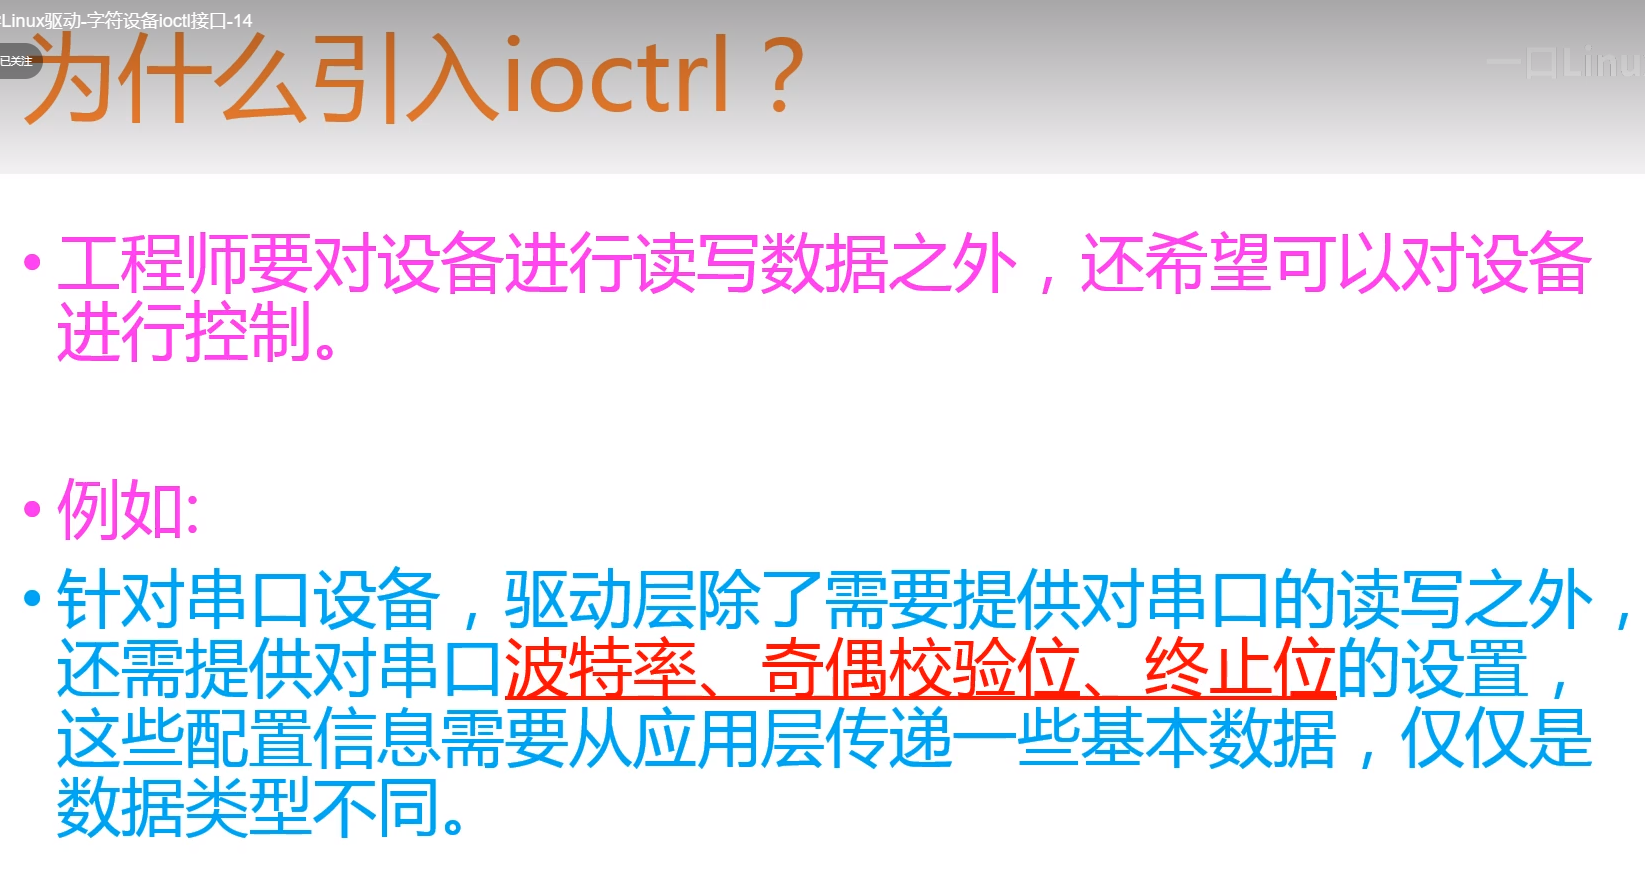 Linux驱动-字符设备ioctl接口-14
已关注
为什么引入ioctrl？
一口Linu
• 工程师要对设备进行读写数据之外，还希望可以对设备
进行控制。
• 例如:
• 针对串口设备，驱动层除了需要提供对串口的读写之外，
还需提供对串口波特率、奇偶校验位、终止位的设置，
这些配置信息需要从应用层传递一些基本数据，仅仅是
数据类型不同。